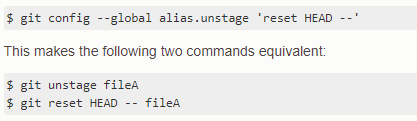 $ git config --global alias.unstage 'reset HEAD --'
This makes the following two commands equivalent:
$ git unstage fileA
$ git reset HEAD -- fileA